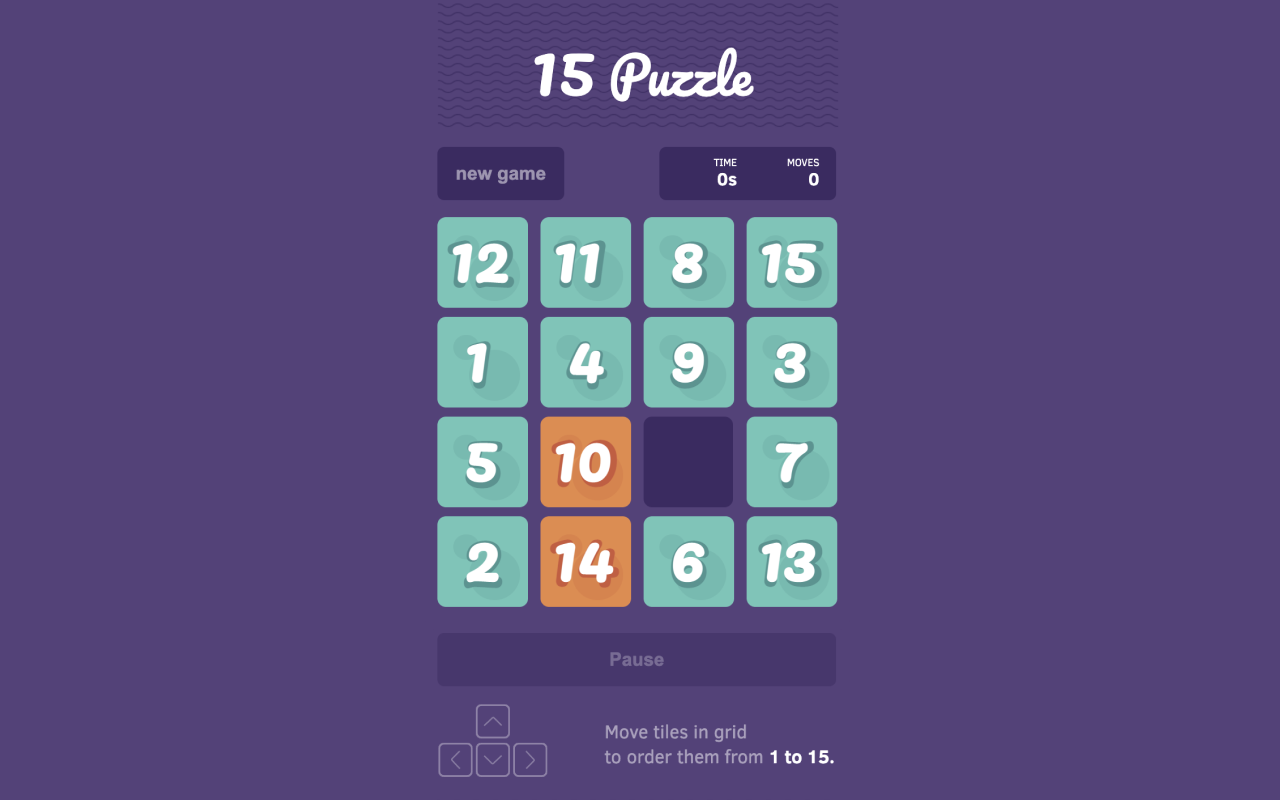 15 Puzzle
new game
TIME
0s
MOVES
0
12 11 8 15
1 4 9 3
5 10 7
2 14 6 13
Pause
Move tiles in grid
to order them from 1 to 15.